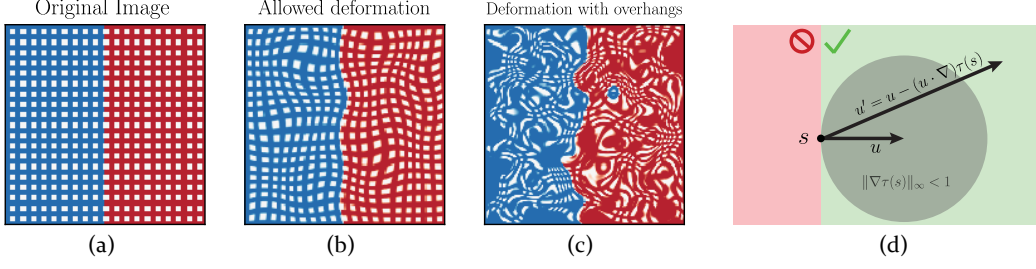 Original Image
Allowed deformation
Deformation with overhangs
u' = u − (u · ∇)τ(s)
s
u
‖∇τ(s)‖∞ < 1
(a)
(b)
(c)
(d)